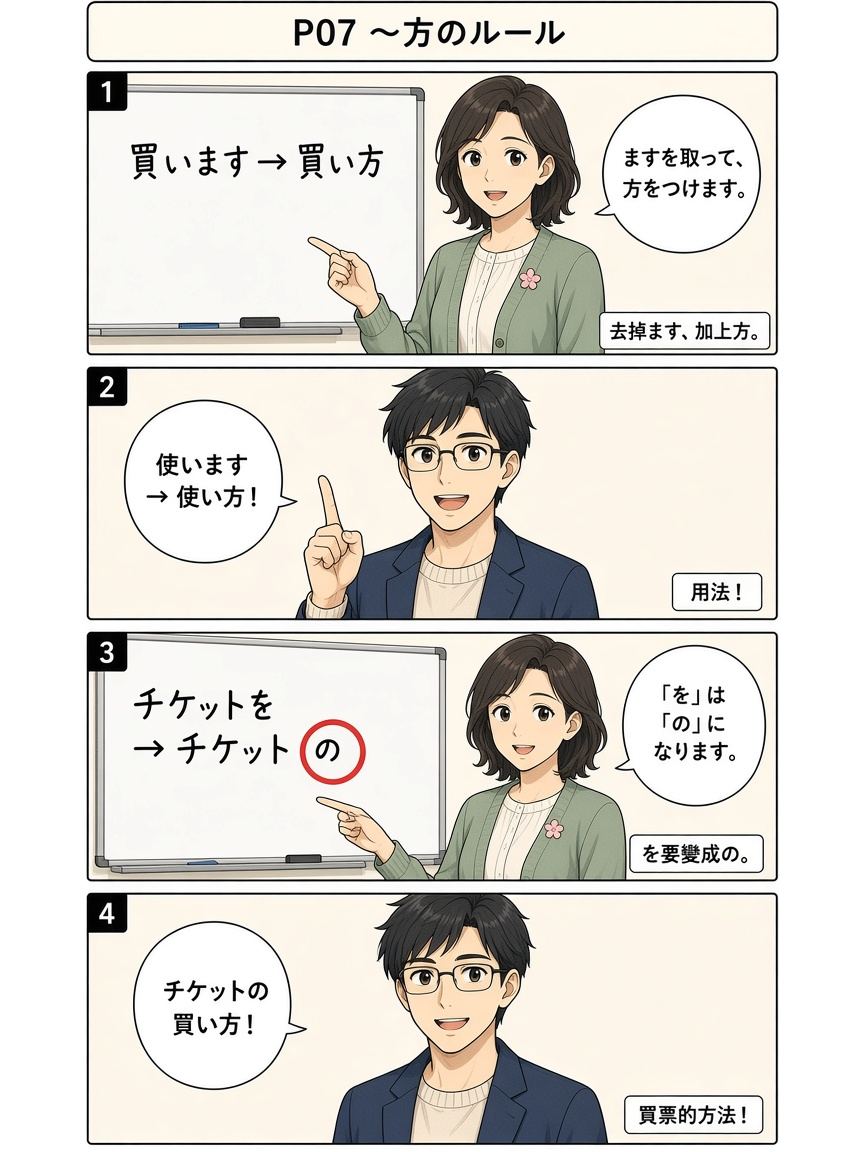 P07 ～方のルール
1
買います→買い方
ますを取って、
方をつけます。
去掉ます、加上方。
2
使います
→ 使い方！
用法！
3
チケットを
→ チケット の
「を」は
「の」に
なります。
を要變成の。
4
チケットの
買い方！
買票的方法！